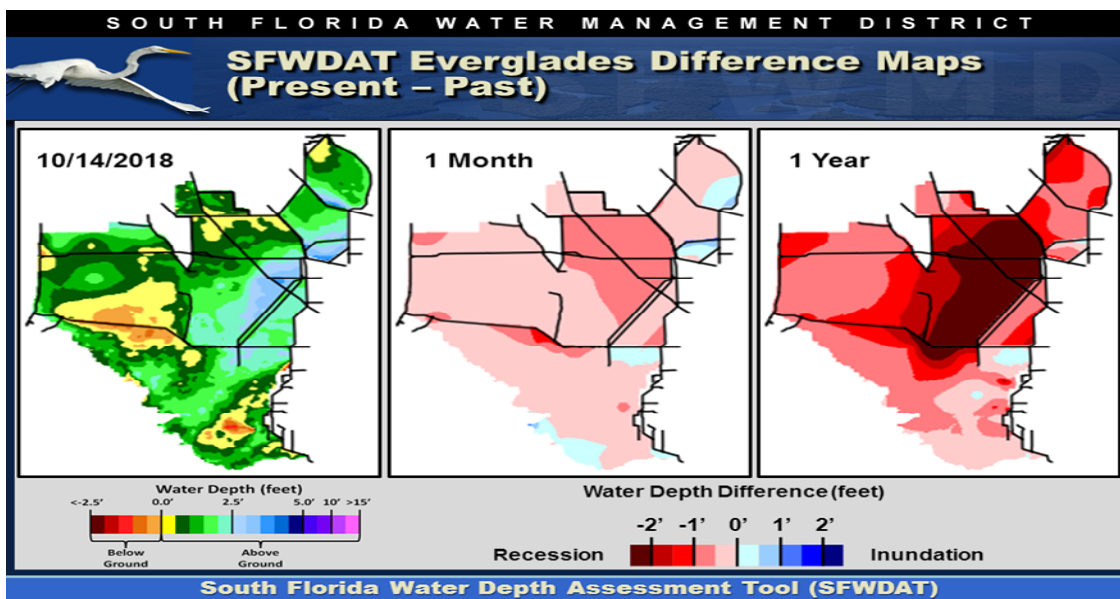 SOUTH FLORIDA WATER MANAGEMENT DISTRICT
SFWDAT Everglades Difference Maps
(Present – Past)
10/14/2018
1 Month
1 Year
Water Depth (feet)
<-2.5' 0.0' 2.5' 5.0' 10' >15'
Below
Ground
Above
Ground
Water Depth Difference (feet)
-2' -1' 0' 1' 2'
Recession
Inundation
South Florida Water Depth Assessment Tool (SFWDAT)